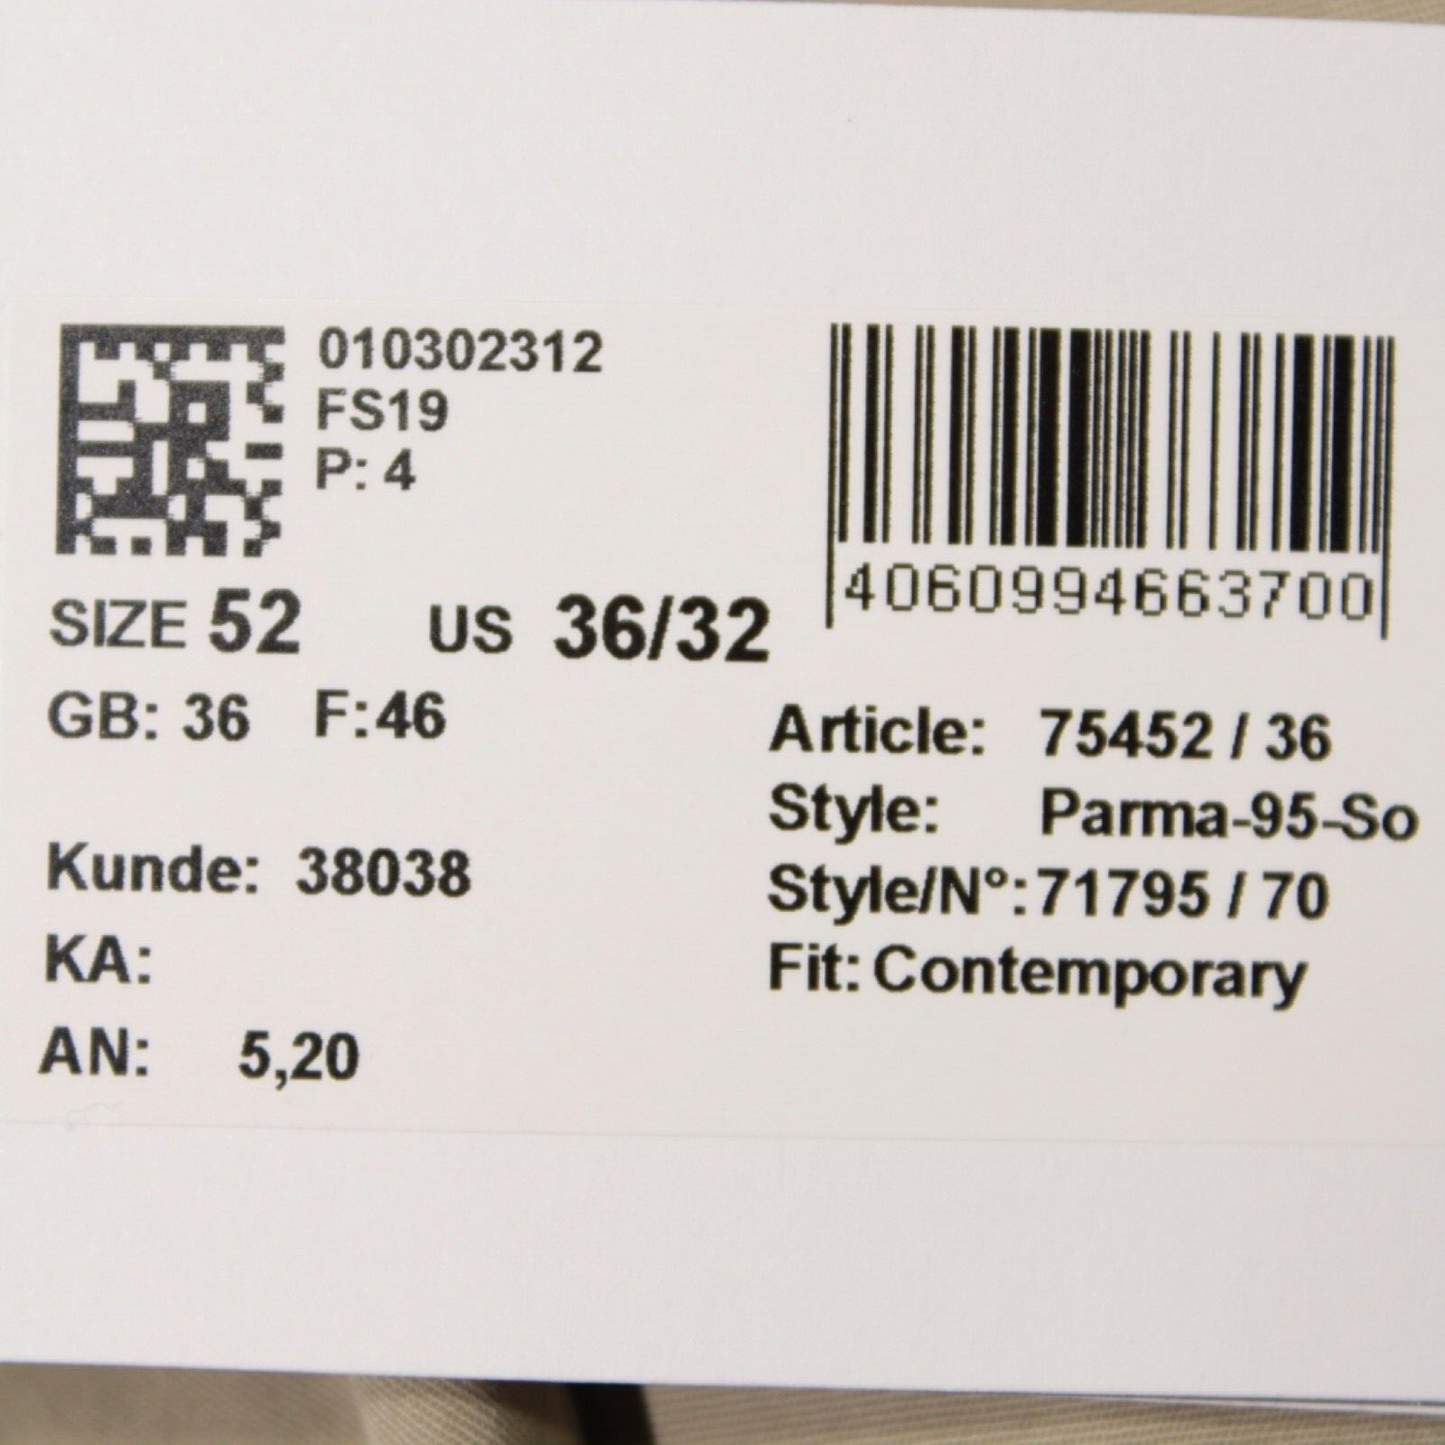 010302312
FS19
P: 4
4060994663700
SIZE 52 US 36/32
GB: 36 F:46
Kunde: 38038
KA:
AN: 5,20
Article: 75452 / 36
Style: Parma-95-So
Style/N°:71795 / 70
Fit: Contemporary